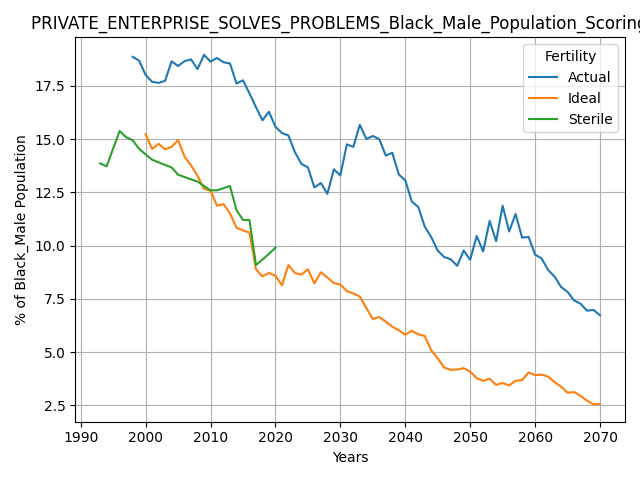 PRIVATE_ENTERPRISE_SOLVES_PROBLEMS_Black_Male_Population_Scoring
Fertility
Actual
Ideal
Sterile
% of Black_Male Population
17.5
15.0
12.5
10.0
7.5
5.0
2.5
1990 2000 2010 2020 2030 2040 2050 2060 2070
Years